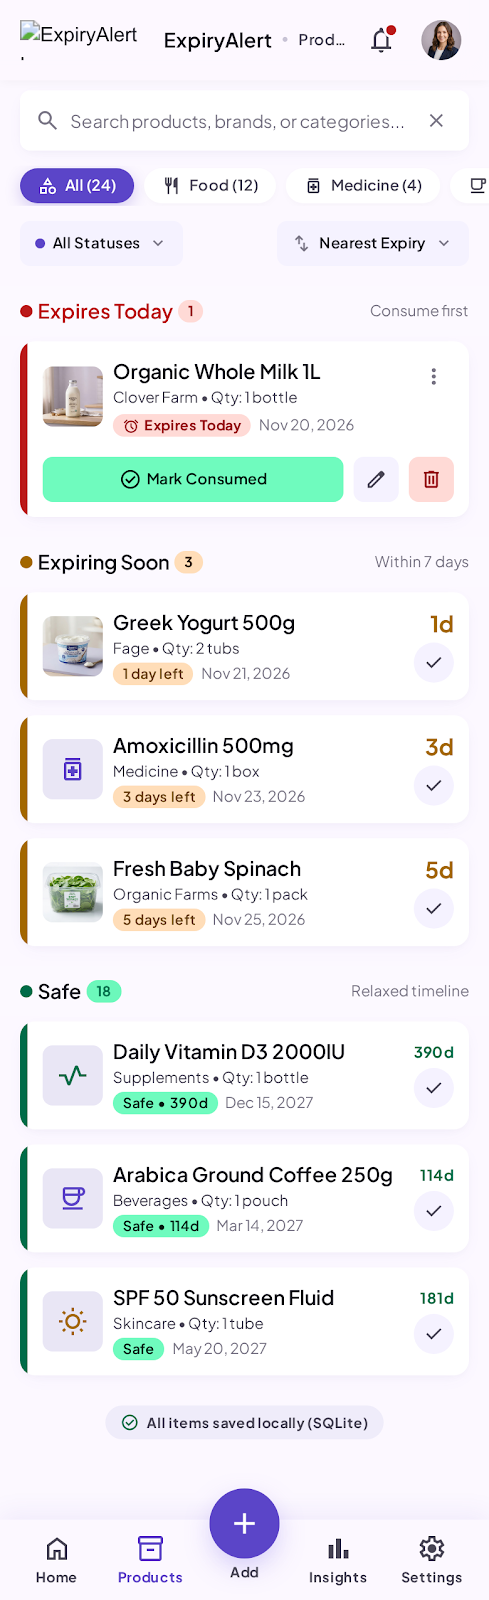 ExpiryAlert
ExpiryAlert • Prod...
Search products, brands, or categories...
All (24)
Food (12)
Medicine (4)
All Statuses
Nearest Expiry
Expires Today 1
Consume first
Organic Whole Milk 1L
Clover Farm • Qty: 1 bottle
Expires Today Nov 20, 2026
Mark Consumed
Expiring Soon 3
Within 7 days
Greek Yogurt 500g
1d
Fage • Qty: 2 tubs
1 day left Nov 21, 2026
Amoxicillin 500mg
3d
Medicine • Qty: 1 box
3 days left Nov 23, 2026
Fresh Baby Spinach
5d
Organic Farms • Qty: 1 pack
5 days left Nov 25, 2026
Safe 18
Relaxed timeline
Daily Vitamin D3 2000IU
390d
Supplements • Qty: 1 bottle
Safe • 390d Dec 15, 2027
Arabica Ground Coffee 250g
114d
Beverages • Qty: 1 pouch
Safe • 114d Mar 14, 2027
SPF 50 Sunscreen Fluid
181d
Skincare • Qty: 1 tube
Safe May 20, 2027
All items saved locally (SQLite)
Home
Products
Add
Insights
Settings